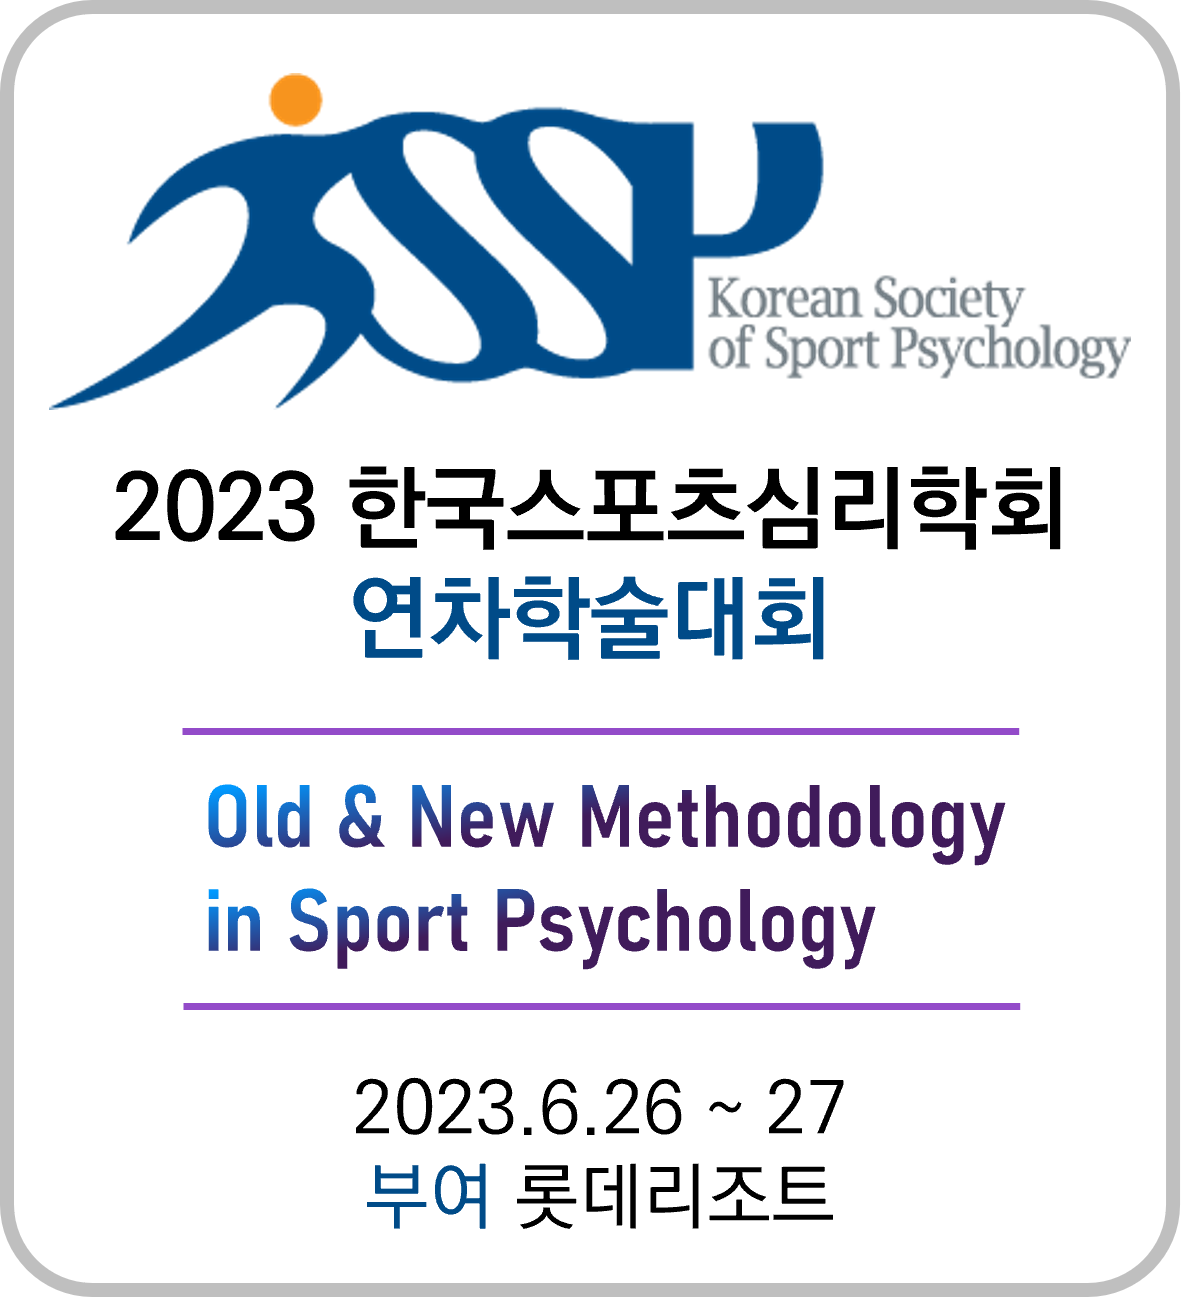 KSSP
Korean Society
of Sport Psychology
2023 한국스포츠심리학회
연차학술대회
Old & New Methodology
in Sport Psychology
2023.6.26 ~ 27
부여 롯데리조트